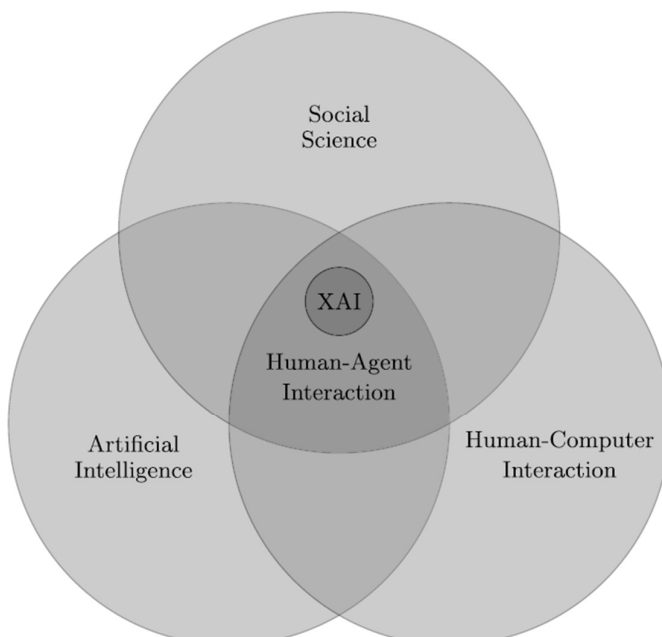 Social
Science
XAI
Human-Agent
Interaction
Artificial
Intelligence
Human-Computer
Interaction